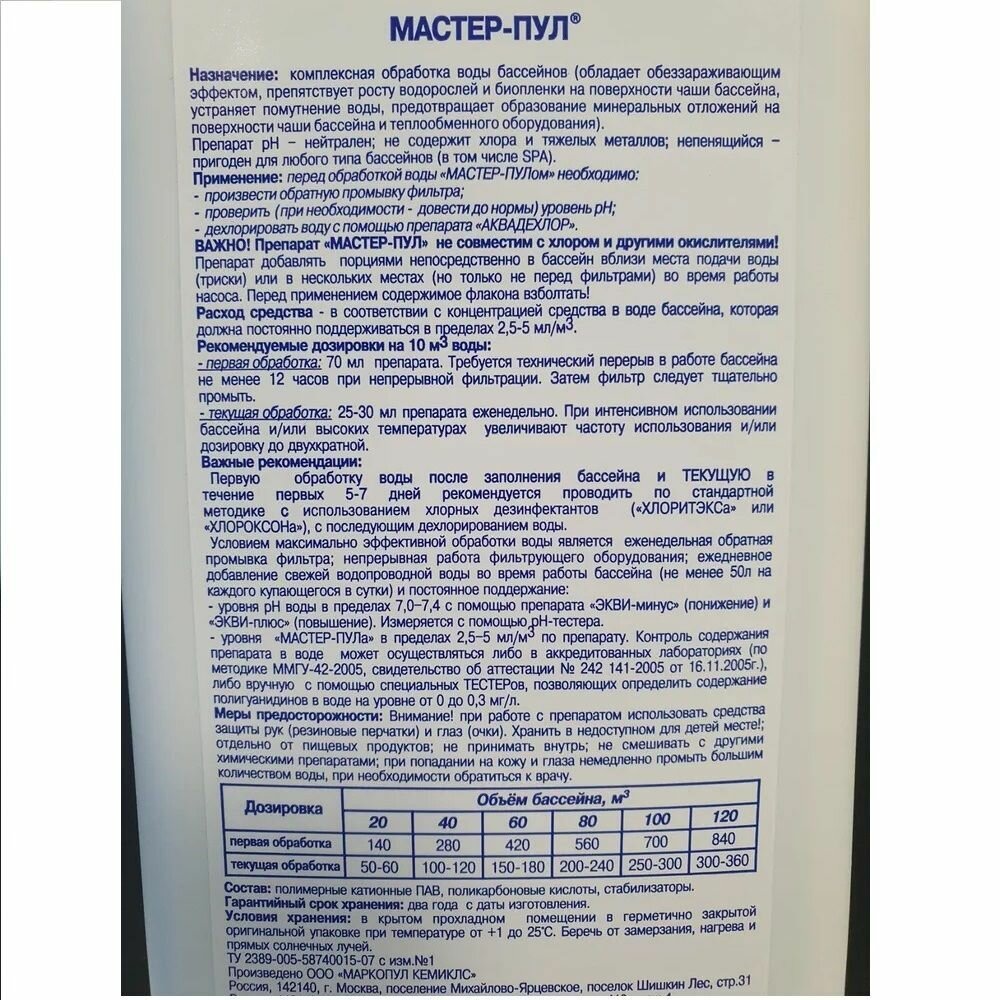 МАСТЕР-ПУЛ®
Назначение: комплексная обработка воды бассейнов (обладает обеззараживающим
эффектом, препятствует росту водорослей и биопленки на поверхности чаши бассейна,
устраняет помутнение воды, предотвращает образование минеральных отложений на
поверхности чаши бассейна и теплообменного оборудования).
Препарат pH – нейтрален; не содержит хлора и тяжелых металлов; непенящийся –
пригоден для любого типа бассейнов (в том числе SPA).
Применение: перед обработкой воды «МАСТЕР-ПУЛом» необходимо:
- произвести обратную промывку фильтра;
- проверить (при необходимости - довести до нормы) уровень pH;
- дехлорировать воду с помощью препарата «АКВАДЕХЛОР».
ВАЖНО! Препарат «МАСТЕР-ПУЛ» не совместим с хлором и другими окислителями!
Препарат добавлять порциями непосредственно в бассейн вблизи места подачи воды
(триски) или в нескольких местах (но только не перед фильтрами) во время работы
насоса. Перед применением содержимое флакона взболтать!
Расход средства - в соответствии с концентрацией средства в воде бассейна, которая
должна постоянно поддерживаться в пределах 2,5-5 мл/м³.
Рекомендуемые дозировки на 10 м³ воды:
- первая обработка: 70 мл препарата. Требуется технический перерыв в работе бассейна
не менее 12 часов при непрерывной фильтрации. Затем фильтр следует тщательно
промыть.
- текущая обработка: 25-30 мл препарата еженедельно. При интенсивном использовании
бассейна и/или высоких температурах увеличивают частоту использования и/или
дозировку до двухкратной.
Важные рекомендации:
Первую обработку воды после заполнения бассейна и ТЕКУЩУЮ в
течение первых 5-7 дней рекомендуется проводить по стандартной
методике с использованием хлорных дезинфектантов («ХЛОРИТЭКСа» или
«ХЛОРОКСОНа»), с последующим дехлорированием воды.
Условием максимально эффективной обработки воды является еженедельная обратная
промывка фильтра; непрерывная работа фильтрующего оборудования; ежедневное
добавление свежей водопроводной воды во время работы бассейна (не менее 50л на
каждого купающегося в сутки) и постоянное поддержание:
- уровня pH воды в пределах 7,0–7,4 с помощью препарата «ЭКВИ-минус» (понижение) и
«ЭКВИ-плюс» (повышение). Измеряется с помощью pH-тестера.
- уровня «МАСТЕР-ПУЛа» в пределах 2,5–5 мл/м³ по препарату. Контроль содержания
препарата в воде может осуществляться либо в аккредитованных лабораториях (по
методике ММГУ-42-2005, свидетельство об аттестации № 242 141-2005 от 16.11.2005г.),
либо вручную с помощью специальных ТЕСТЕРов, позволяющих определить содержание
полигуанидинов в воде на уровне от 0 до 0,3 мг/л.
Меры предосторожности: Внимание! при работе с препаратом использовать средства
защиты рук (резиновые перчатки) и глаз (очки). Хранить в недоступном для детей месте!;
отдельно от пищевых продуктов; не принимать внутрь; не смешивать с другими
химическими препаратами; при попадании на кожу и глаза немедленно промыть большим
количеством воды, при необходимости обратиться к врачу.
Дозировка Объём бассейна, м³
20 40 60 80 100 120
первая обработка 140 280 420 560 700 840
текущая обработка 50-60 100-120 150-180 200-240 250-300 300-360
Состав: полимерные катионные ПАВ, поликарбоновые кислоты, стабилизаторы.
Гарантийный срок хранения: два года с даты изготовления.
Условия хранения: в крытом прохладном помещении в герметично закрытой
оригинальной упаковке при температуре от +1 до 25°С. Беречь от замерзания, нагрева и
прямых солнечных лучей.
ТУ 2389-005-58740015-07 с изм.№1
Произведено ООО «МАРКОПУЛ КЕМИКЛС»
Россия, 142140, г. Москва, поселение Михайлово-Ярцевское, поселок Шишкин Лес, стр.31